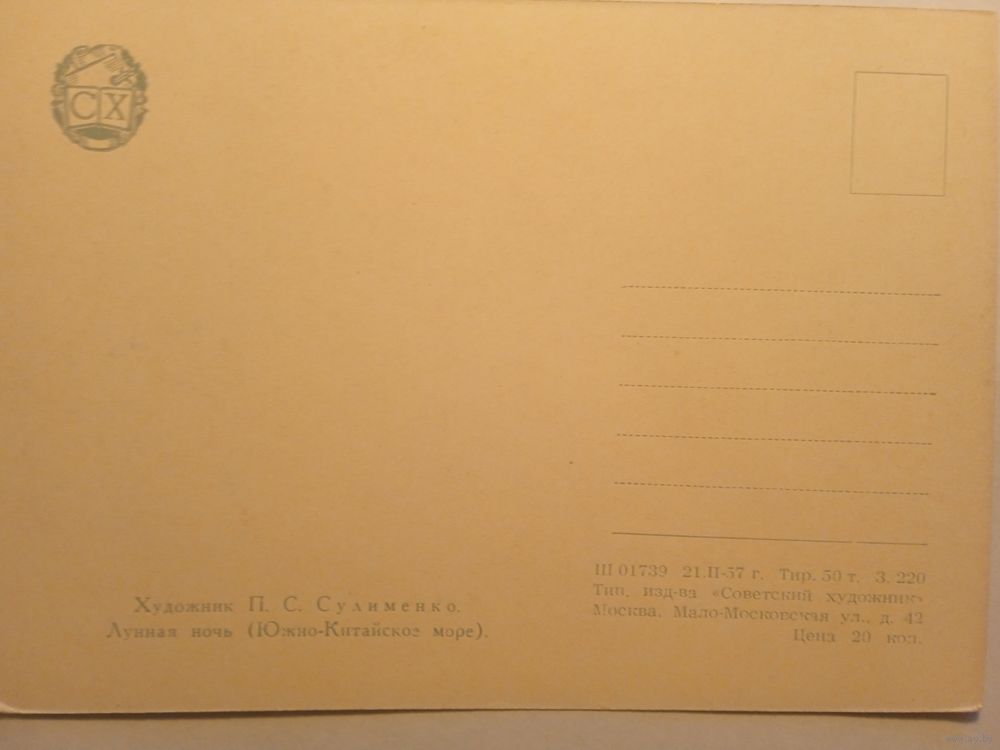 СХ
Художник П. С. Сулименко.
Лунная ночь (Южно-Китайское море).
Ш 01739 21.II-57 г. Тир. 50 т. З. 220
Тип. изд-ва «Советский художник»
Москва, Мало-Московская ул., д. 42
Цена 20 коп.